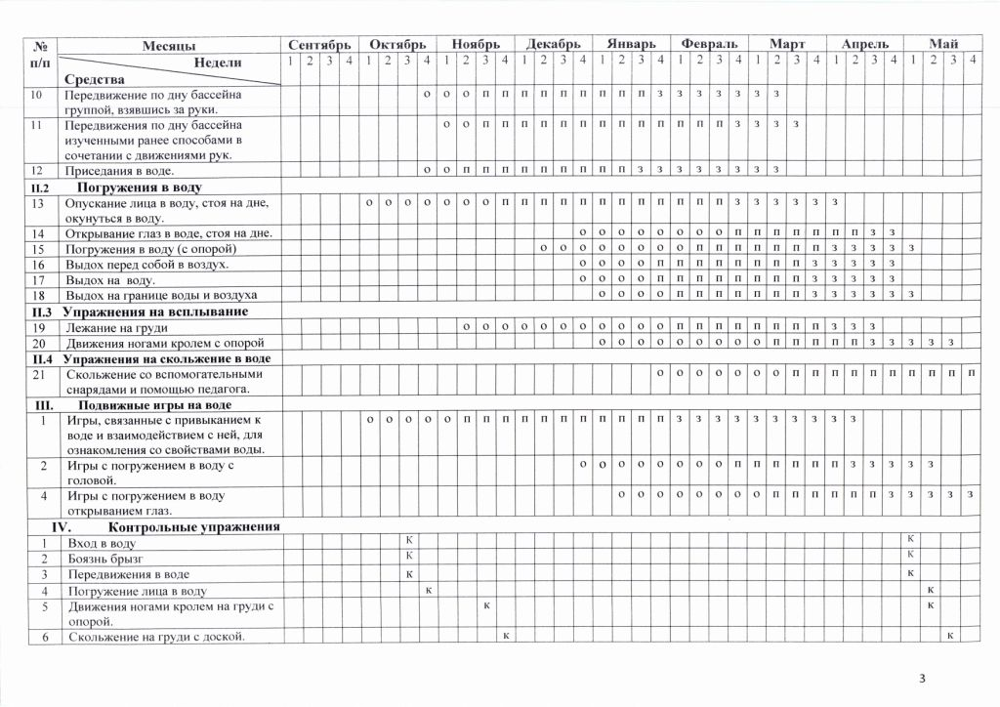 № Месяцы Сентябрь Октябрь Ноябрь Декабрь Январь Февраль Март Апрель Май
п/п Недели 1 2 3 4 1 2 3 4 1 2 3 4 1 2 3 4 1 2 3 4 1 2 3 4 1 2 3 4 1 2 3 4 1 2 3 4
Средства
10 Передвижение по дну бассейна о о о п п п п п п п п п з з з з з з з
группой, взявшись за руки.
11 Передвижения по дну бассейна о о п п п п п п п п п п п п п з з з з
изученными ранее способами в
сочетании с движениями рук.
12 Приседания в воде. о о п п п п п п п п п з з з з з з з з
II.2 Погружения в воду
13 Опускание лица в воду, стоя на дне, о о о о о о о п п п п п п п п п п п п з з з з з з
окунуться в воду.
14 Открывание глаз в воде, стоя на дне. о о о о о о о о п п п п п п п з з
15 Погружения в воду (с опорой) о о о о о о о о п п п п п п п з з з з з
16 Выдох перед собой в воздух. о о о о п п п п п п п п з з з з з
17 Выдох на воду. о о о о п п п п п п п п з з з з з
18 Выдох на границе воды и воздуха о о о о п п п п п п п з з з з з з
II.3 Упражнения на всплывание
19 Лежание на груди о о о о о о о о о о о п п п п п п п п з з з
20 Движения ногами кролем с опорой о о о о о о о о о п п п п п з з з з з
II.4 Упражнения на скольжение в воде
21 Скольжение со вспомогательными о о о о о о о п п п п п п п п п п
снарядами и помощью педагога.
III. Подвижные игры на воде
1 Игры, связанные с привыканием к о о о о о п п п п п п п п п п п з з з з з з з з з з
воде и взаимодействием с ней, для
ознакомления со свойствами воды.
2 Игры с погружением в воду с о о о о о о о о п п п п п п з з з з з
головой.
4 Игры с погружением в воду о о о о о о о о п п п п п п з з з з з
открыванием глаз.
IV. Контрольные упражнения
1 Вход в воду к к
2 Боязнь брызг к к
3 Передвижения в воде к к
4 Погружение лица в воду к к
5 Движения ногами кролем на груди с к к
опорой.
6 Скольжение на груди с доской. к к
3